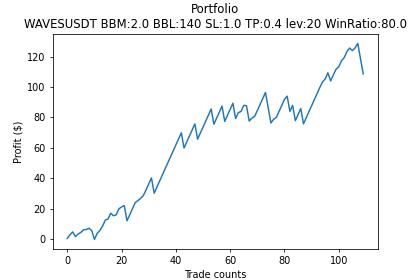 Portfolio
WAVESUSDT BBM:2.0 BBL:140 SL:1.0 TP:0.4 lev:20 WinRatio:80.0
120
100
80
60
40
20
0
Profit ($)
0 20 40 60 80 100
Trade counts